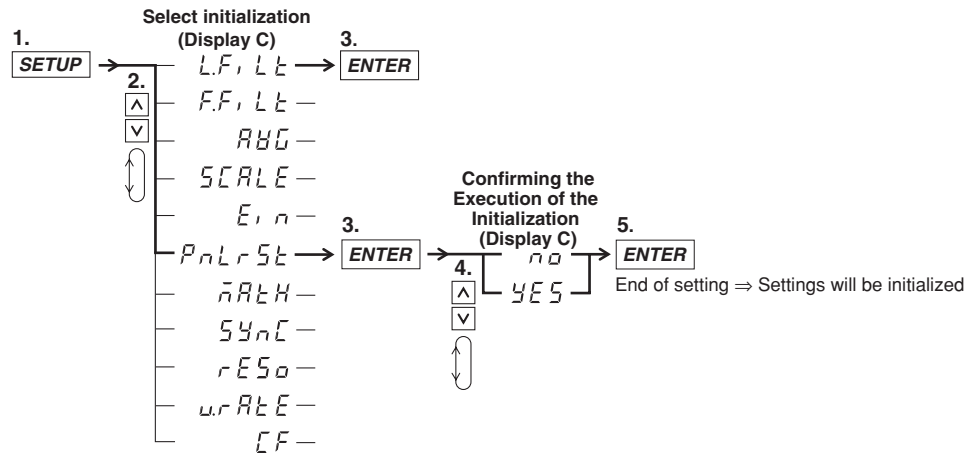 Select initialization
(Display C)
1.
SETUP
2.
3.
L.FiLt
ENTER
F.FiLt
AVG
SCALE
Ein
PnLrSt
3.
ENTER
Confirming the
Execution of the
Initialization
(Display C)
4.
no
YES
5.
ENTER
End of setting ⇒ Settings will be initialized
MAtH
SYnC
rESo
u.rAtE
CF